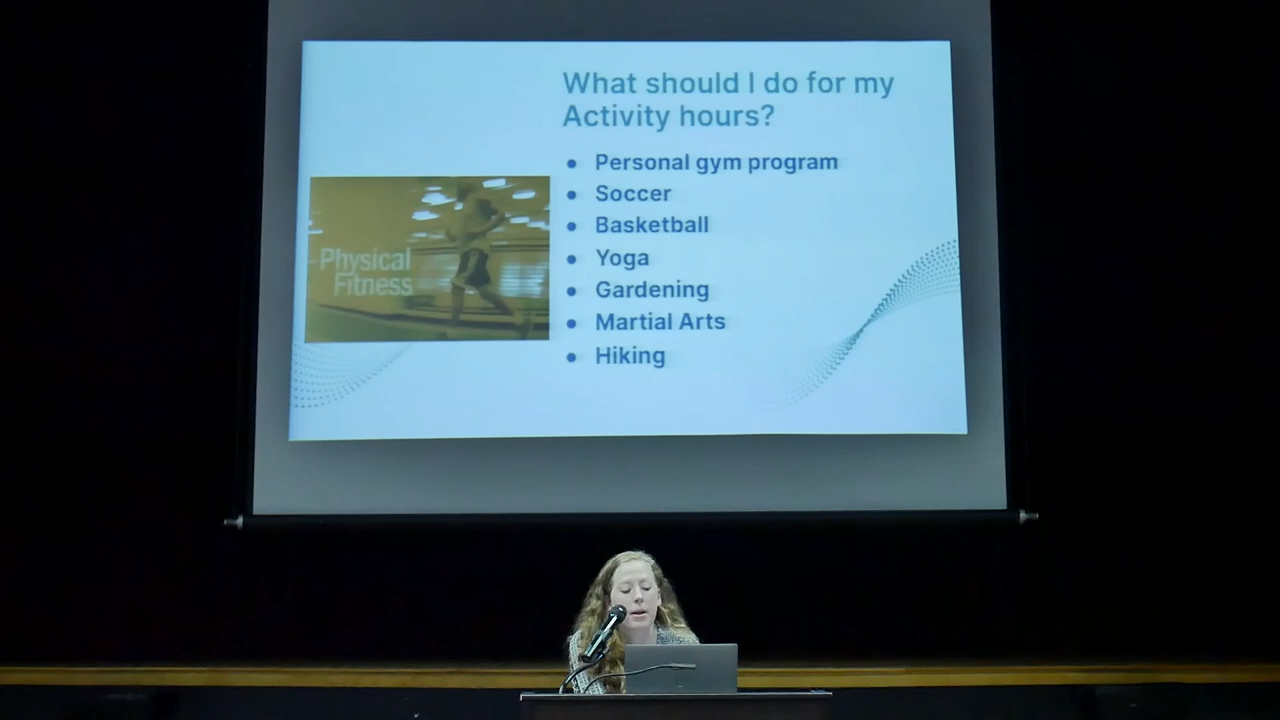 What should I do for my
Activity hours?
• Personal gym program
• Soccer
• Basketball
• Yoga
• Gardening
• Martial Arts
• Hiking
Physical
Fitness